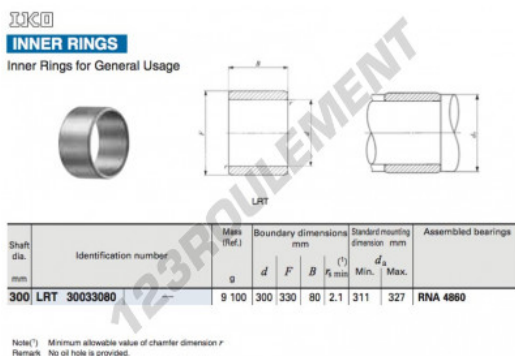 IKO
INNER RINGS
Inner Rings for General Usage
B
r
F
d
r
dₐ
LRT
123ROULEMENT
Shaft dia. mm
Identification number
Mass (Ref.) g
Boundary dimensions mm
d F B rs min (¹)
Standard mounting dimension mm
dₐ
Min. Max.
Assembled bearings
300 LRT 30033080 — 9 100 300 330 80 2.1 311 327 RNA 4860
Note(¹) Minimum allowable value of chamfer dimension r
Remark No oil hole is provided.